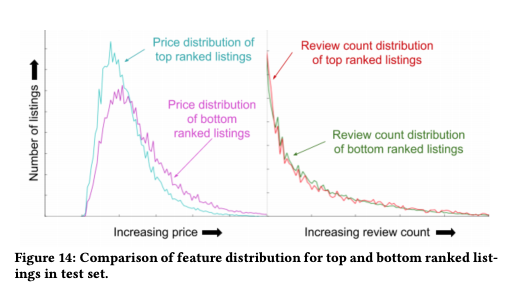 Price distribution of
top ranked listings
Price distribution
of bottom
ranked listings
Review count distribution
of top ranked listings
Review count distribution
of bottom ranked listings
Number of listings
Increasing price
Increasing review count
Figure 14: Comparison of feature distribution for top and bottom ranked list-
ings in test set.